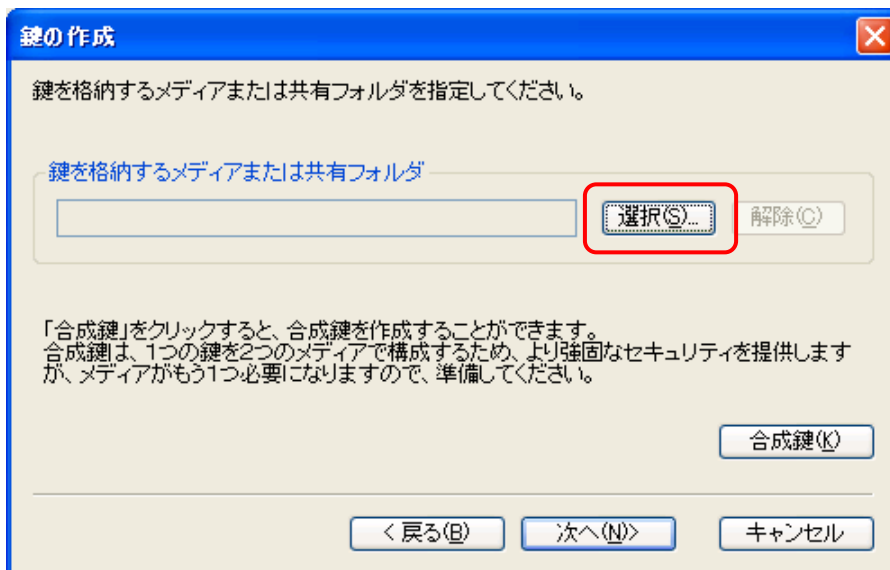 鍵の作成
鍵を格納するメディアまたは共有フォルダを指定してください。
鍵を格納するメディアまたは共有フォルダ
選択(S)... 解除(C)
「合成鍵」をクリックすると、合成鍵を作成することができます。
合成鍵は、1つの鍵を2つのメディアで構成するため、より強固なセキュリティを提供します
が、メディアがもう1つ必要になりますので、準備してください。
合成鍵(K)
< 戻る(B) 次へ(N)> キャンセル